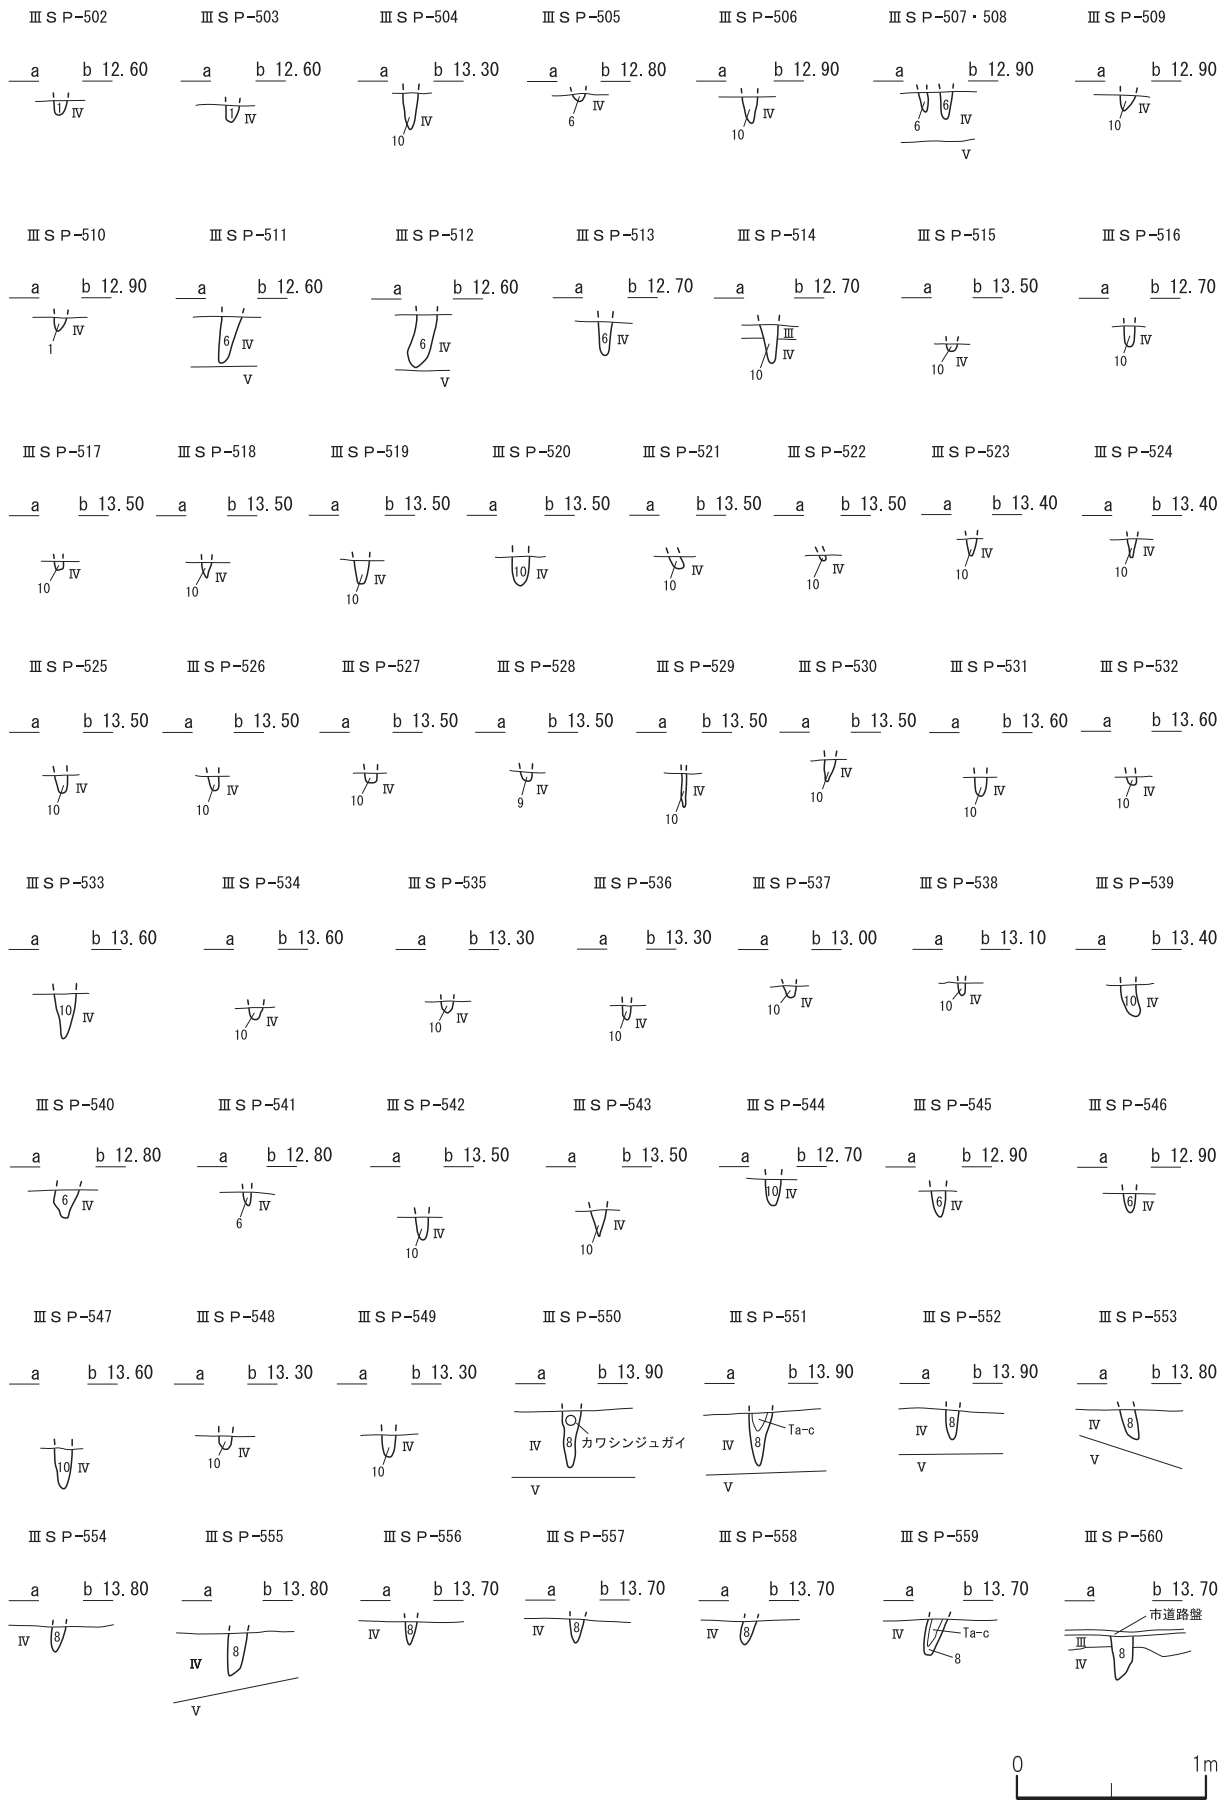 ⅢＳＰ-502 ⅢＳＰ-503 ⅢＳＰ-504 ⅢＳＰ-505 ⅢＳＰ-506 ⅢＳＰ-507・508 ⅢＳＰ-509
a b 12.60 a b 12.60 a b 13.30 a b 12.80 a b 12.90 a b 12.90 a b 12.90
1 Ⅳ 1 Ⅳ 10 Ⅳ 6 Ⅳ 10 Ⅳ 6 6 Ⅳ Ⅴ 10 Ⅳ
ⅢＳＰ-510 ⅢＳＰ-511 ⅢＳＰ-512 ⅢＳＰ-513 ⅢＳＰ-514 ⅢＳＰ-515 ⅢＳＰ-516
a b 12.90 a b 12.60 a b 12.60 a b 12.70 a b 12.70 a b 13.50 a b 12.70
1 Ⅳ 6 Ⅳ Ⅴ 6 Ⅳ Ⅴ 6 Ⅳ 10 Ⅲ Ⅳ 10 Ⅳ 10 Ⅳ
ⅢＳＰ-517 ⅢＳＰ-518 ⅢＳＰ-519 ⅢＳＰ-520 ⅢＳＰ-521 ⅢＳＰ-522 ⅢＳＰ-523 ⅢＳＰ-524
a b 13.50 a b 13.50 a b 13.50 a b 13.50 a b 13.50 a b 13.50 a b 13.40 a b 13.40
10 Ⅳ 10 Ⅳ 10 Ⅳ 10 Ⅳ 10 Ⅳ 10 Ⅳ 10 Ⅳ 10 Ⅳ
ⅢＳＰ-525 ⅢＳＰ-526 ⅢＳＰ-527 ⅢＳＰ-528 ⅢＳＰ-529 ⅢＳＰ-530 ⅢＳＰ-531 ⅢＳＰ-532
a b 13.50 a b 13.50 a b 13.50 a b 13.50 a b 13.50 a b 13.50 a b 13.60 a b 13.60
10 Ⅳ 10 Ⅳ 10 Ⅳ 9 Ⅳ 10 Ⅳ 10 Ⅳ 10 Ⅳ 10 Ⅳ
ⅢＳＰ-533 ⅢＳＰ-534 ⅢＳＰ-535 ⅢＳＰ-536 ⅢＳＰ-537 ⅢＳＰ-538 ⅢＳＰ-539
a b 13.60 a b 13.60 a b 13.30 a b 13.30 a b 13.00 a b 13.10 a b 13.40
10 Ⅳ 10 Ⅳ 10 Ⅳ 10 Ⅳ 10 Ⅳ 10 Ⅳ 10 Ⅳ
ⅢＳＰ-540 ⅢＳＰ-541 ⅢＳＰ-542 ⅢＳＰ-543 ⅢＳＰ-544 ⅢＳＰ-545 ⅢＳＰ-546
a b 12.80 a b 12.80 a b 13.50 a b 13.50 a b 12.70 a b 12.90 a b 12.90
6 Ⅳ 6 Ⅳ 10 Ⅳ 10 Ⅳ 10 Ⅳ 6 Ⅳ 6 Ⅳ
ⅢＳＰ-547 ⅢＳＰ-548 ⅢＳＰ-549 ⅢＳＰ-550 ⅢＳＰ-551 ⅢＳＰ-552 ⅢＳＰ-553
a b 13.60 a b 13.30 a b 13.30 a b 13.90 a b 13.90 a b 13.90 a b 13.80
10 Ⅳ 10 Ⅳ 10 Ⅳ Ⅳ 8 カワシンジュガイ Ⅴ Ⅳ 8 Ta-c Ⅴ Ⅳ 8 Ⅴ Ⅳ 8 Ⅴ
ⅢＳＰ-554 ⅢＳＰ-555 ⅢＳＰ-556 ⅢＳＰ-557 ⅢＳＰ-558 ⅢＳＰ-559 ⅢＳＰ-560
a b 13.80 a b 13.80 a b 13.70 a b 13.70 a b 13.70 a b 13.70 a b 13.70
Ⅳ 8 Ⅳ 8 Ⅴ Ⅳ 8 Ⅳ 8 Ⅳ 8 Ⅳ Ta-c 8 市道路盤 Ⅲ Ⅳ 8
0 1m